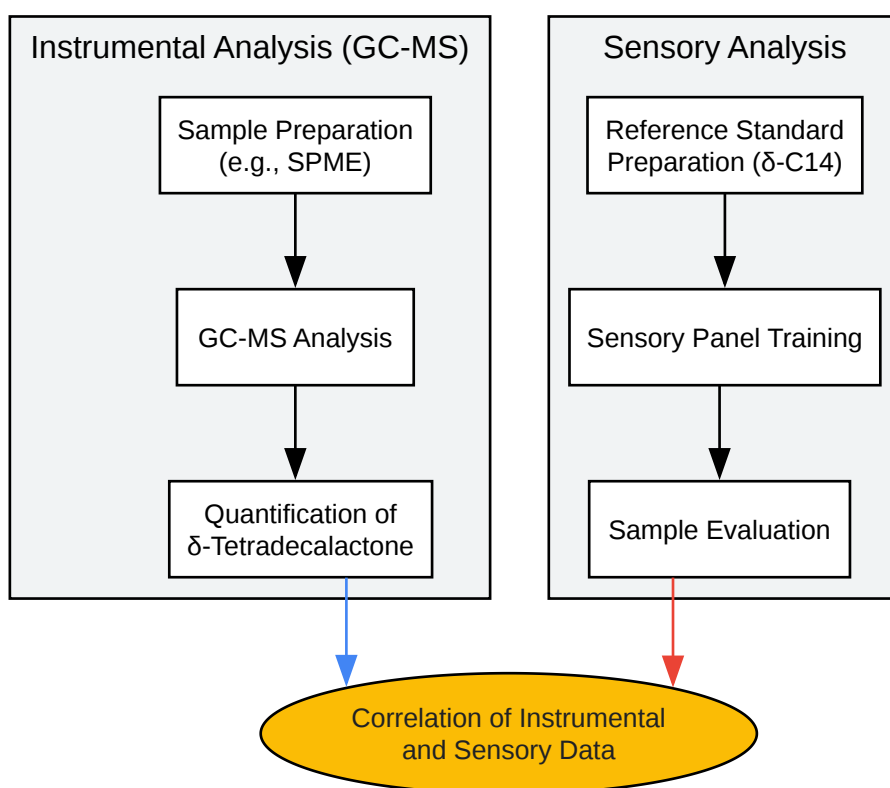 Instrumental Analysis (GC-MS)
Sample Preparation
(e.g., SPME)
GC-MS Analysis
Quantification of
δ-Tetradecalactone
Sensory Analysis
Reference Standard
Preparation (δ-C14)
Sensory Panel Training
Sample Evaluation
Correlation of Instrumental
and Sensory Data